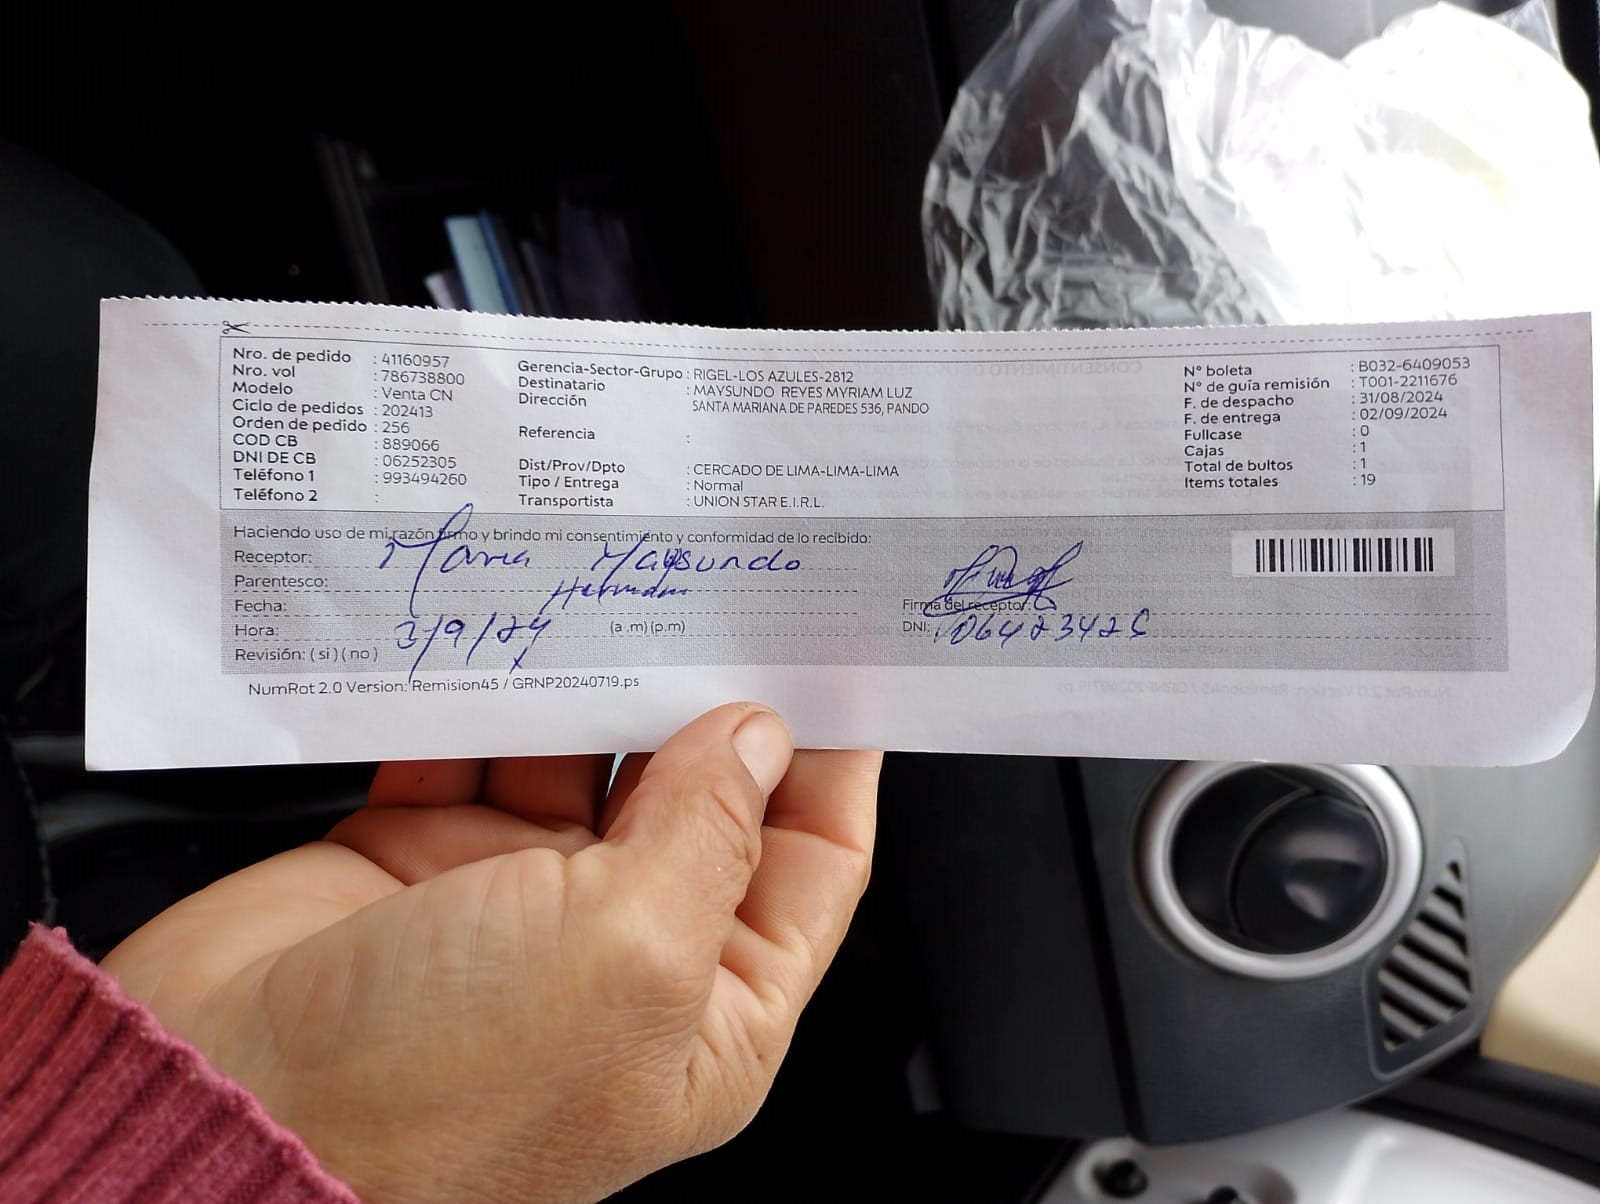 Nro. de pedido : 41160957
Nro. vol : 786738800
Modelo : Venta CN
Ciclo de pedidos : 202413
Orden de pedido : 256
COD CB : 889066
DNI DE CB : 06252305
Teléfono 1 : 993494260
Teléfono 2 :
Gerencia-Sector-Grupo : RIGEL-LOS AZULES-2812
Destinatario : MAYSUNDO REYES MYRIAM LUZ
Dirección SANTA MARIANA DE PAREDES 536, PANDO
Referencia :
Dist/Prov/Dpto : CERCADO DE LIMA-LIMA-LIMA
Tipo / Entrega : Normal
Transportista : UNION STAR E.I.R.L.
N° boleta : B032-6409053
N° de guía remisión : T001-2211676
F. de despacho : 31/08/2024
F. de entrega : 02/09/2024
Fullcase : 0
Cajas : 1
Total de bultos : 1
Items totales : 19
Haciendo uso de mi razón firmo y brindo mi consentimiento y conformidad de lo recibido:
Receptor: Maria Maysundo
Parentesco: Hermana
Fecha:
Hora: 3/9/24 (a.m)(p.m)
Revisión: ( si ) ( no )
Firma del receptor:
DNI:
NumRot 2.0 Version: Remision45 / GRNP20240719.ps